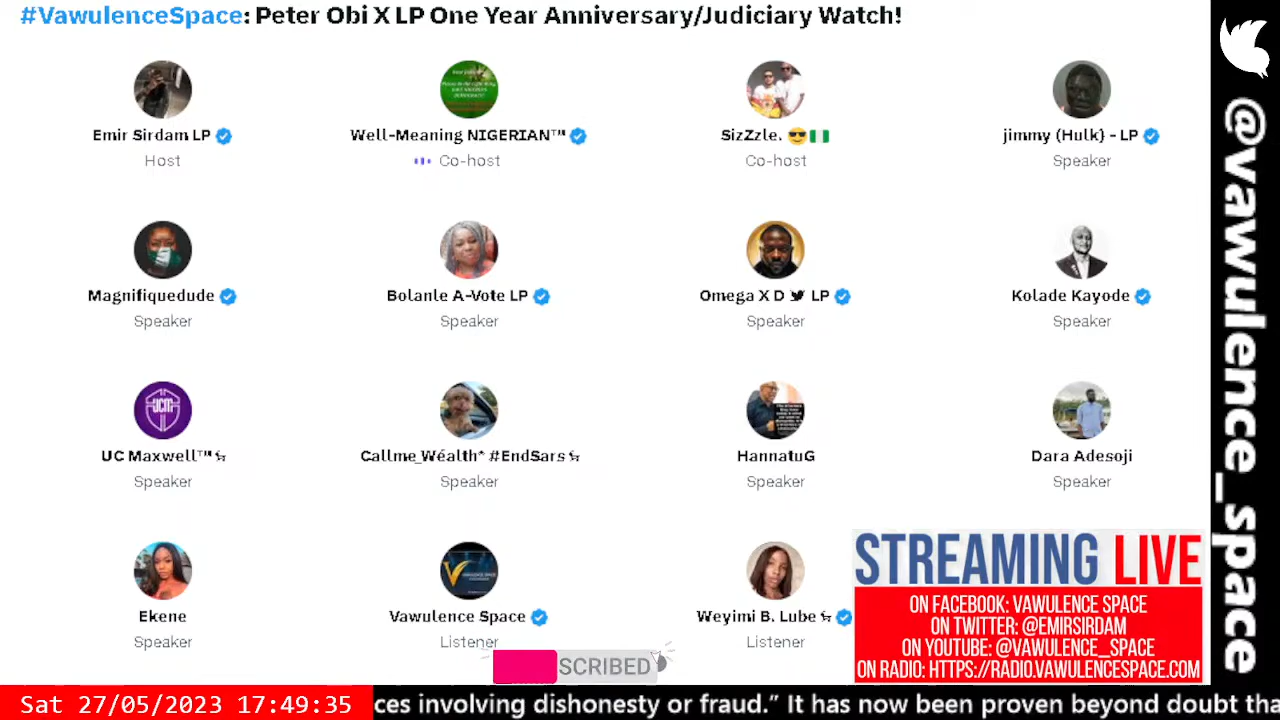 #VawulenceSpace: Peter Obi X LP One Year Anniversary/Judiciary Watch!
Emir Sirdam LP
Host
Well-Meaning NIGERIAN™
Co-host
SizZzle. 😎🇳🇬
Co-host
jimmy (Hulk) - LP
Speaker
Magnifiquedude
Speaker
Bolanle A-Vote LP
Speaker
Omega X D LP
Speaker
Kolade Kayode
Speaker
UC Maxwell™
Speaker
Callme_Wéalth* #EndSars
Speaker
HannatuG
Speaker
Dara Adesoji
Speaker
Ekene
Speaker
Vawulence Space
Listener
Weyimi B. Lube
Listener
SCRIBED
STREAMING LIVE
ON FACEBOOK: VAWULENCE SPACE
ON TWITTER: @EMIRSIRDAM
ON YOUTUBE: @VAWULENCE_SPACE
ON RADIO: HTTPS://RADIO.VAWULENCESPACE.COM
@vawulence_space
Sat 27/05/2023 17:49:35
ces involving dishonesty or fraud.” It has now been proven beyond doubt tha